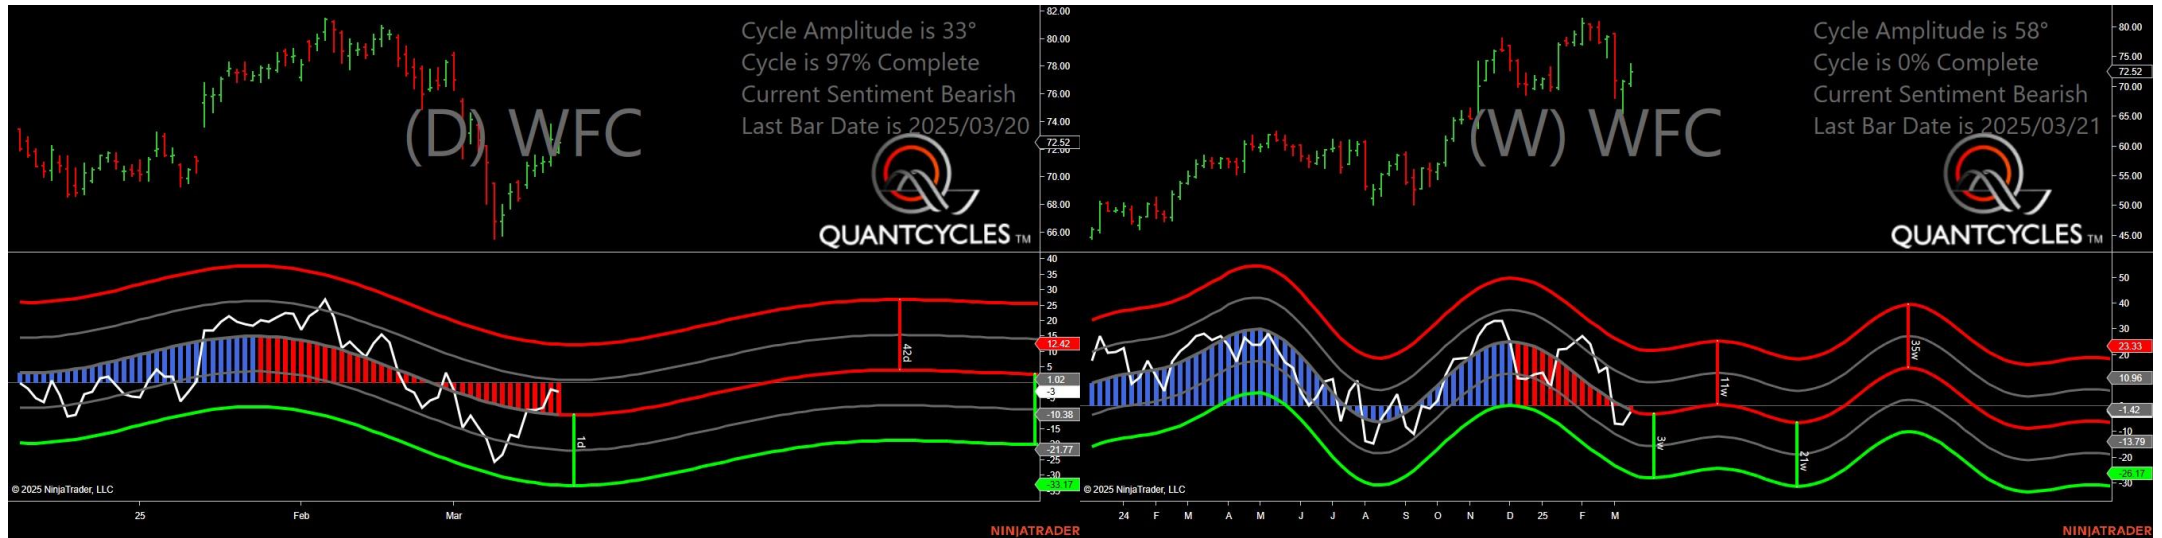 Cycle Amplitude is 33°
Cycle is 97% Complete
Current Sentiment Bearish
Last Bar Date is 2025/03/20
(D) WFC
QUANTCYCLES TM
82.00
80.00
78.00
76.00
74.00
72.52
72.00
70.00
68.00
66.00
40
35
30
25
20
15
12.42
10
5
1.02
-3
-5
-10.38
-15
-20
-21.77
-25
-30
-33.17
-35
42d
1d
© 2025 NinjaTrader, LLC
25 Feb Mar
NINJATRADER
Cycle Amplitude is 58°
Cycle is 0% Complete
Current Sentiment Bearish
Last Bar Date is 2025/03/21
(W) WFC
QUANTCYCLES TM
80.00
75.00
72.52
70.00
65.00
60.00
55.00
50.00
45.00
50
40
30
23.33
20
10.96
-1.42
-10
-13.79
-20
-26.17
-30
11w
35w
3w
21w
© 2025 NinjaTrader, LLC
24 F M A M J J A S O N D 25 F M
NINJATRADER